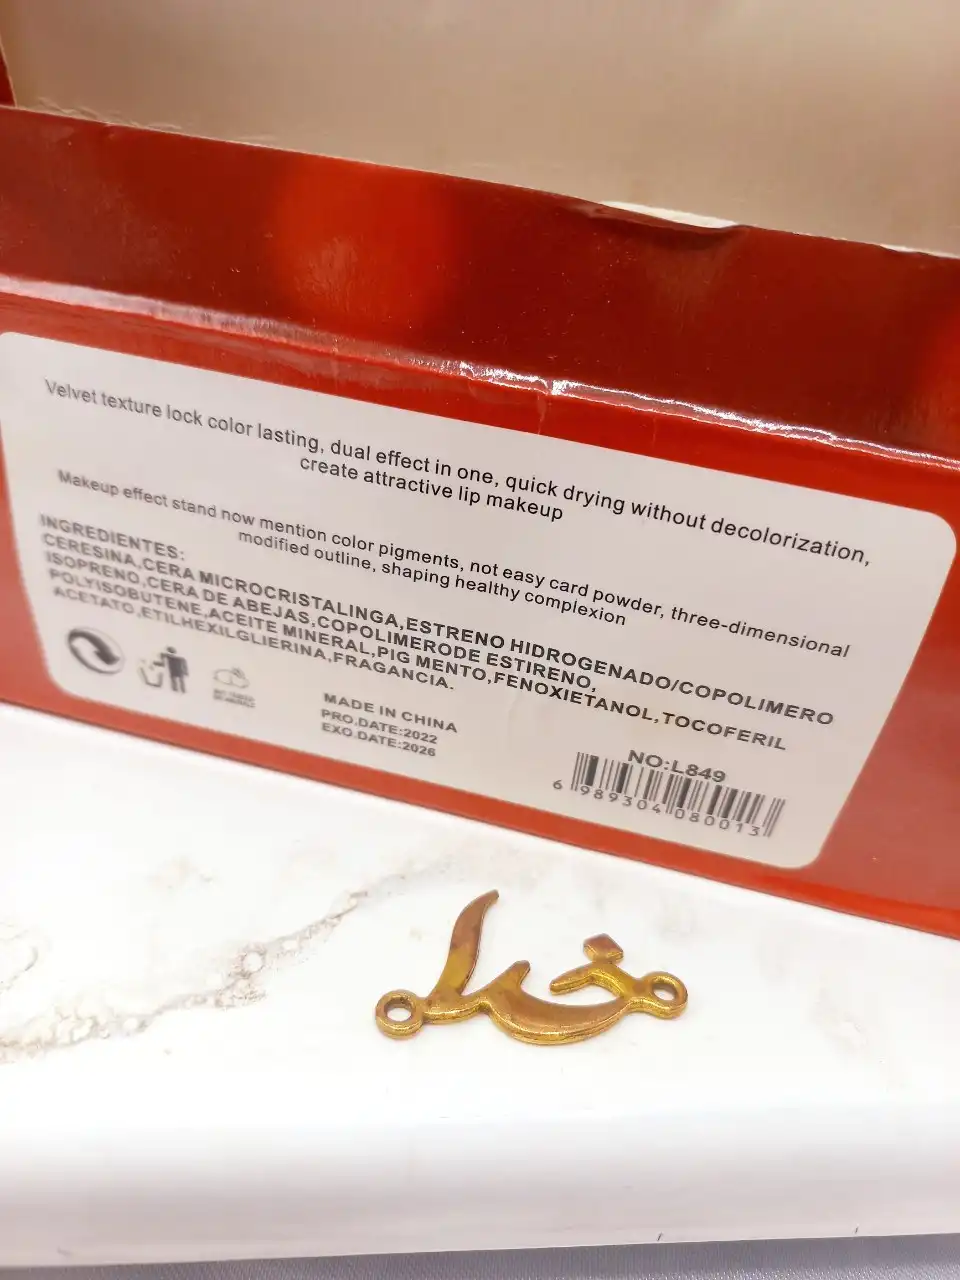 Velvet texture lock color lasting, dual effect in one, quick drying without decolorization,
create attractive lip makeup
Makeup effect stand now mention color pigments, not easy card powder, three-dimensional
modified outline, shaping healthy complexion
INGREDIENTES:
CERESINA,CERA MICROCRISTALINGA,ESTRENO HIDROGENADO/COPOLIMERO
ISOPRENO,CERA DE ABEJAS,COPOLIMERODE ESTIRENO,
POLYISOBUTENE,ACEITE MINERAL,PIG MENTO,FENOXIETANOL,TOCOFERIL
ACETATO,ETILHEXILGLIERINA,FRAGANCIA.
MADE IN CHINA
PRO.DATE:2022
EXO.DATE:2026
NO:L849
6 989304 080013
خدا